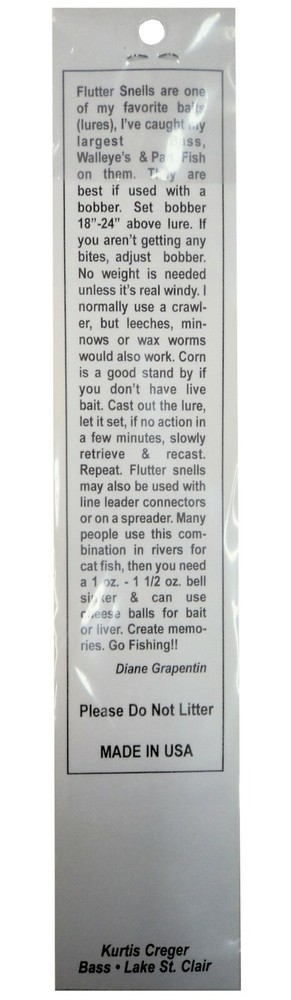 Flutter Snells are one
of my favorite baits
(lures), I've caught my
largest Bass,
Walleye's & Pan Fish
on them. They are
best if used with a
bobber. Set bobber
18”-24” above lure. If
you aren't getting any
bites, adjust bobber.
No weight is needed
unless it's real windy. I
normally use a crawl-
er, but leeches, min-
nows or wax worms
would also work. Corn
is a good stand by if
you don't have live
bait. Cast out the lure,
let it set, if no action in
a few minutes, slowly
retrieve & recast.
Repeat. Flutter snells
may also be used with
line leader connectors
or on a spreader. Many
people use this com-
bination in rivers for
cat fish, then you need
a 1 oz. - 1 1/2 oz. bell
sinker & can use
cheese balls for bait
or liver. Create memo-
ries. Go Fishing!!
Diane Grapentin
Please Do Not Litter
MADE IN USA
Kurtis Creger
Bass • Lake St. Clair